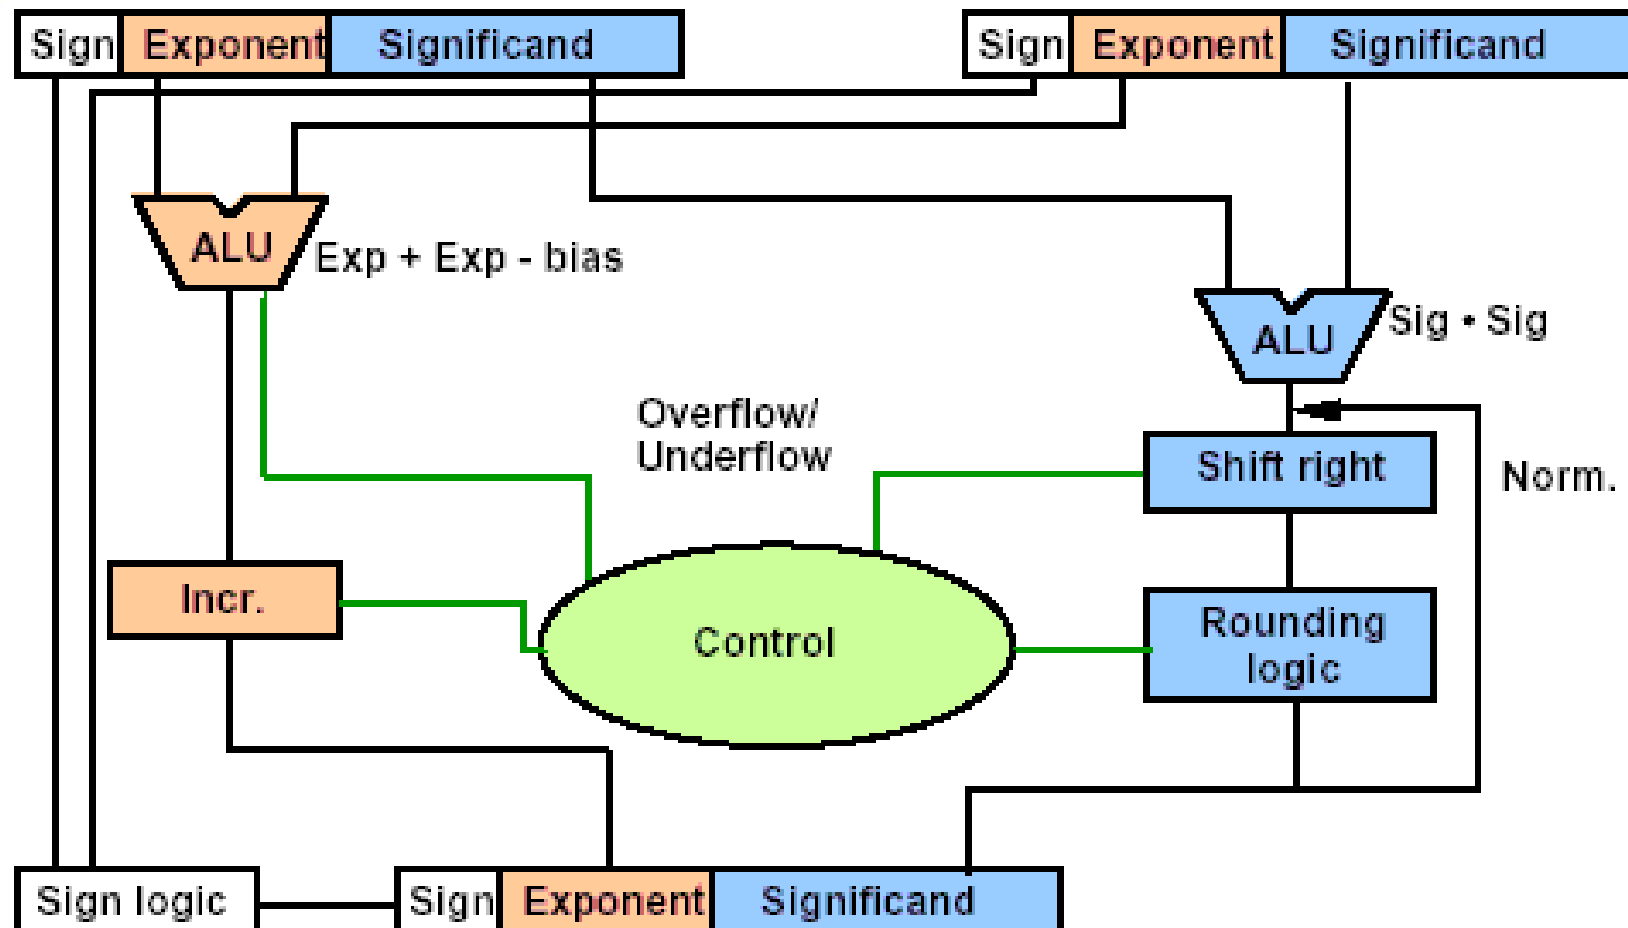 Sign Exponent Significand
Sign Exponent Significand
ALU
Exp + Exp - bias
ALU
Sig • Sig
Overflow/
Underflow
Shift right
Norm.
Incr.
Control
Rounding
logic
Sign logic
Sign Exponent Significand